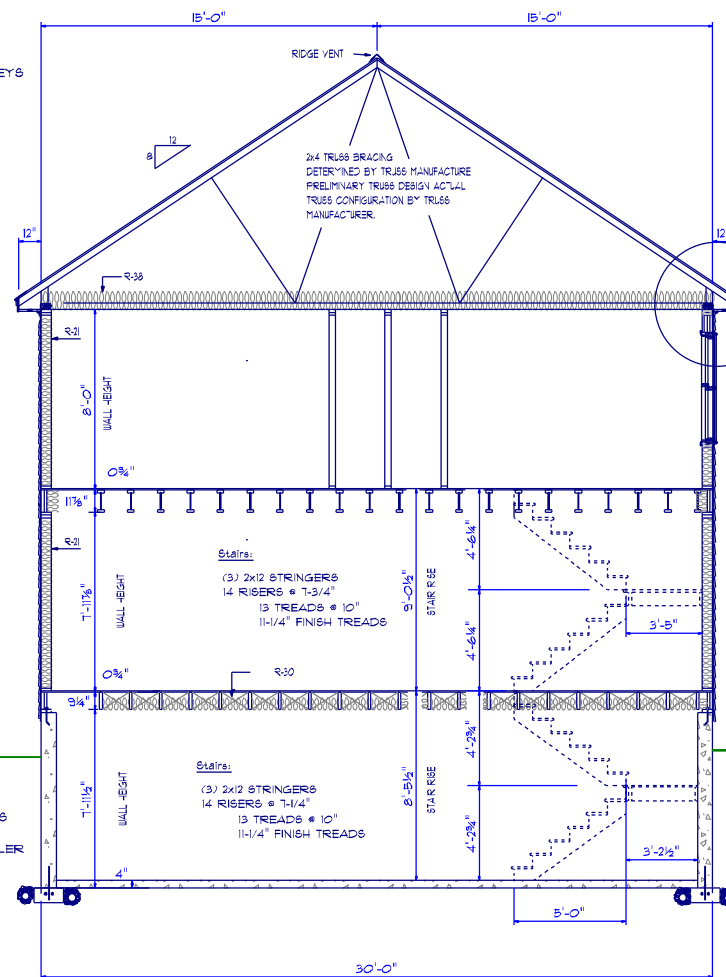 15'-0"
15'-0"
RIDGE VENT
EYS
12
8
2x4 TRUSS BRACING
DETERMINED BY TRUSS MANUFACTURE
PRELIMINARY TRUSS DESIGN ACTUAL
TRUSS CONFIGURATION BY TRUSS
MANUFACTURER.
12"
12
R-38
R-21
8'-0"
WALL HEIGHT
0¾"
11⅞"
R-21
Stairs:
(3) 2x12 STRINGERS
14 RISERS @ 7-3/4"
13 TREADS @ 10"
11-1/4" FINISH TREADS
7'-11⅞"
WALL HEIGHT
9'-0½"
STAIR RISE
4'-6¼"
4'-6¼"
3'-5"
0¾"
R-30
9¼"
Stairs:
(3) 2x12 STRINGERS
14 RISERS @ 7-1/4"
13 TREADS @ 10"
11-1/4" FINISH TREADS
7'-11½"
WALL HEIGHT
8'-5½"
STAIR RISE
4'-2¾"
4'-2¾"
3'-2½"
S
LER
4"
5'-0"
30'-0"